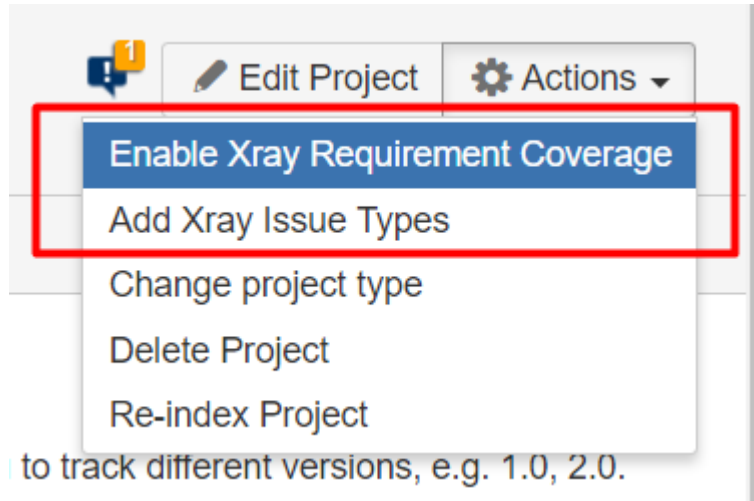 1
Edit Project
Actions
Enable Xray Requirement Coverage
Add Xray Issue Types
Change project type
Delete Project
Re-index Project
to track different versions, e.g. 1.0, 2.0.